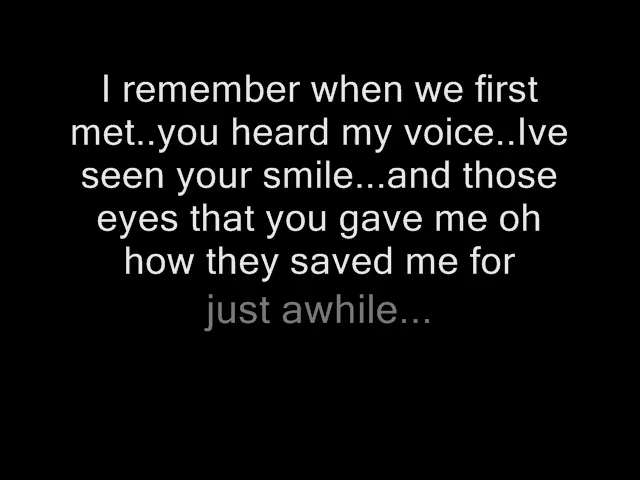 I remember when we first
met..you heard my voice..Ive
seen your smile...and those
eyes that you gave me oh
how they saved me for
just awhile...